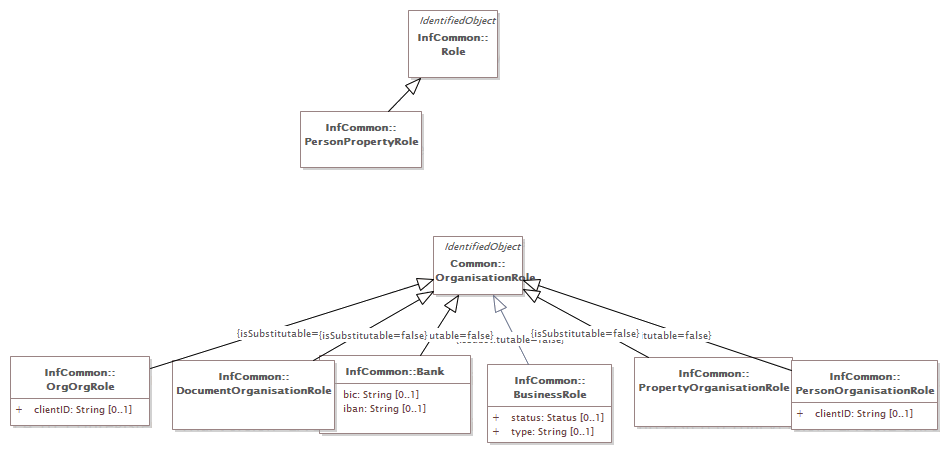 IdentifiedObject
InfCommon::
Role
InfCommon::
PersonPropertyRole
IdentifiedObject
Common::
OrganisationRole
{isSubstitutable=
{isSubstitutable=false}
utable=false}
tutable=false}
{isSubstitutable=false}
utable=false}
InfCommon::
OrgOrgRole
+ clientID: String [0..1]
InfCommon::
DocumentOrganisationRole
InfCommon::Bank
bic: String [0..1]
iban: String [0..1]
InfCommon::
BusinessRole
+ status: Status [0..1]
+ type: String [0..1]
InfCommon::
PropertyOrganisationRole
InfCommon::
PersonOrganisationRole
+ clientID: String [0..1]